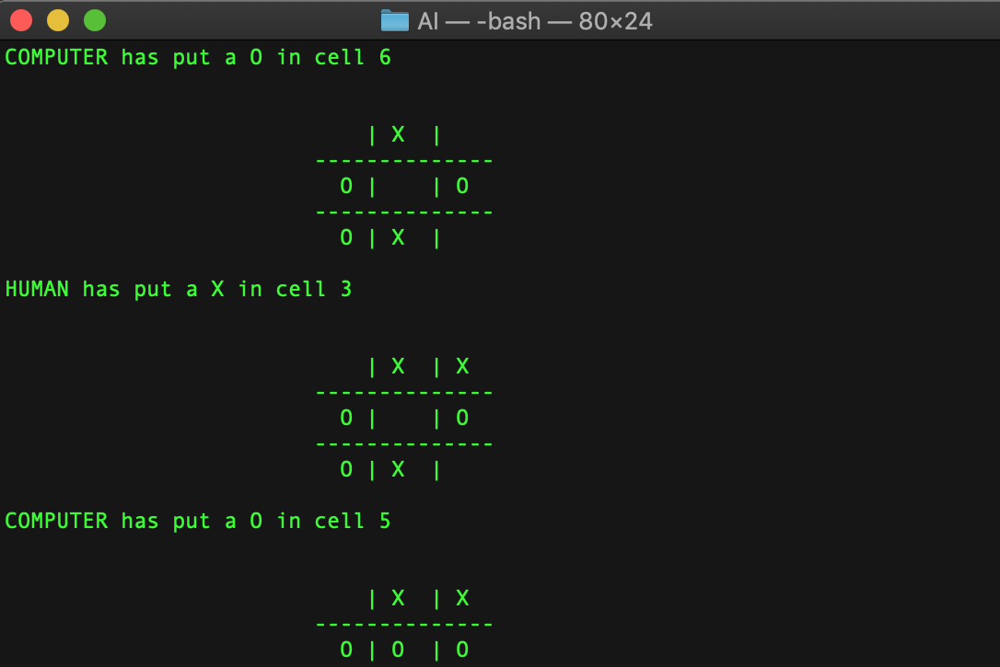 AI — -bash — 80×24
COMPUTER has put a O in cell 6
| X |
--------------
O | | O
--------------
O | X |
HUMAN has put a X in cell 3
| X | X
--------------
O | | O
--------------
O | X |
COMPUTER has put a O in cell 5
| X | X
--------------
O | O | O